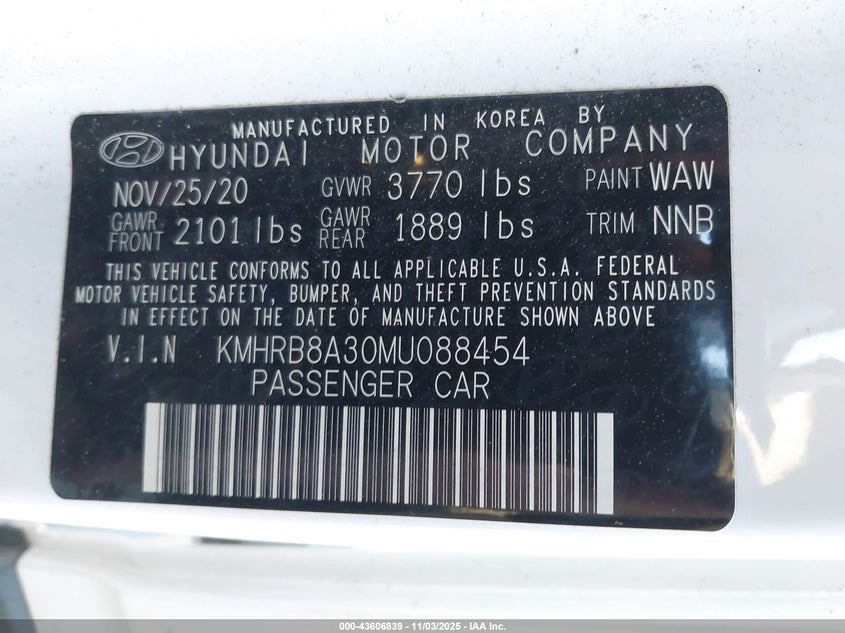 MANUFACTURED IN KOREA BY
HYUNDAI MOTOR COMPANY
NOV/25/20 GVWR 3770 lbs PAINT WAW
GAWR FRONT 2101 lbs GAWR REAR 1889 lbs TRIM NNB
THIS VEHICLE CONFORMS TO ALL APPLICABLE U.S.A. FEDERAL
MOTOR VEHICLE SAFETY, BUMPER, AND THEFT PREVENTION STANDARDS
IN EFFECT ON THE DATE OF MANUFACTURE SHOWN ABOVE
V.I.N KMHRB8A30MU088454
PASSENGER CAR
000-43606839 - 11/03/2025 - IAA Inc.